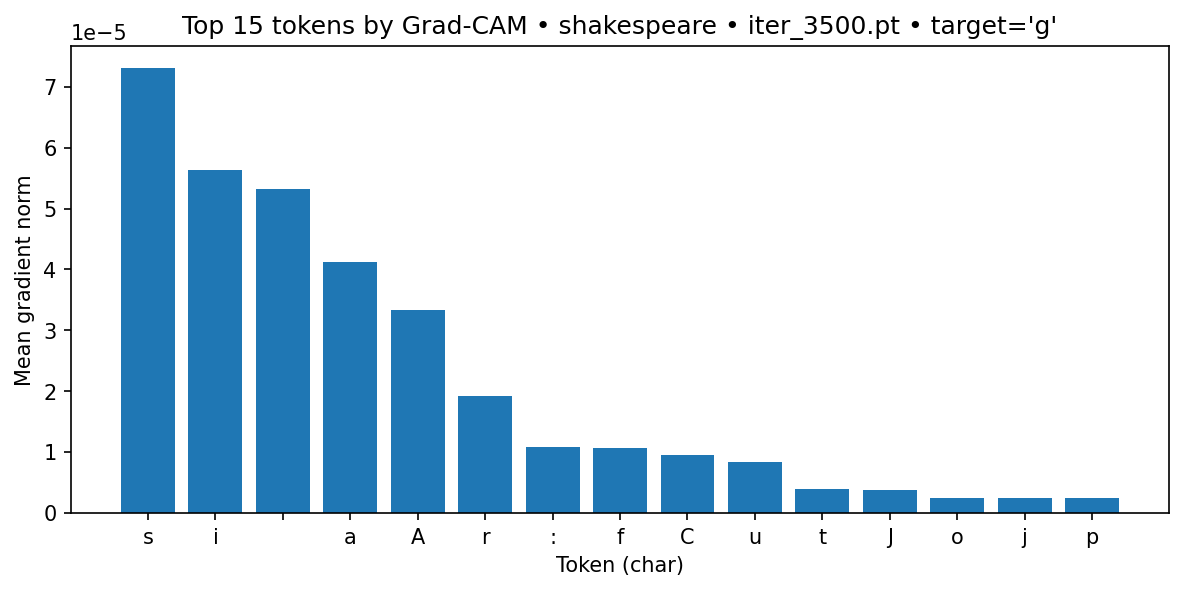 Top 15 tokens by Grad-CAM • shakespeare • iter_3500.pt • target='g'
1e−5
7
6
5
4
3
2
1
0
Mean gradient norm
s i a A r : f C u t J o j p
Token (char)